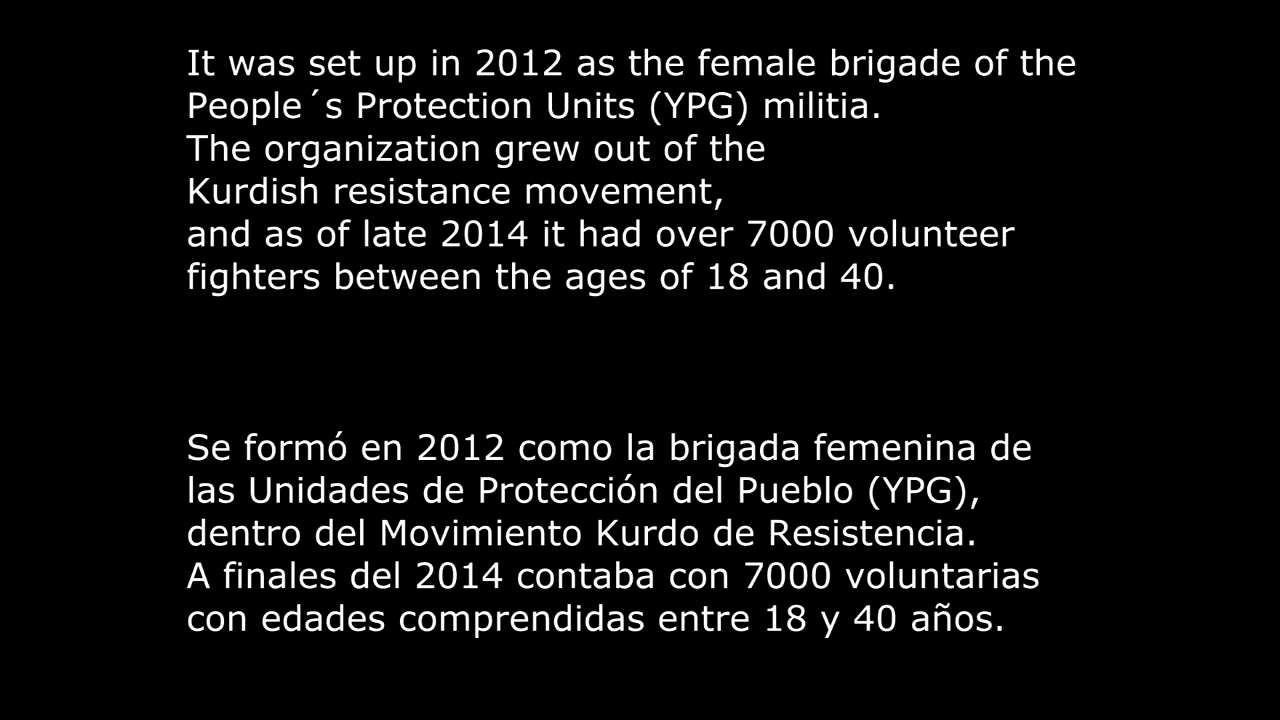 It was set up in 2012 as the female brigade of the
People´s Protection Units (YPG) militia.
The organization grew out of the
Kurdish resistance movement,
and as of late 2014 it had over 7000 volunteer
fighters between the ages of 18 and 40.
Se formó en 2012 como la brigada femenina de
las Unidades de Protección del Pueblo (YPG),
dentro del Movimiento Kurdo de Resistencia.
A finales del 2014 contaba con 7000 voluntarias
con edades comprendidas entre 18 y 40 años.